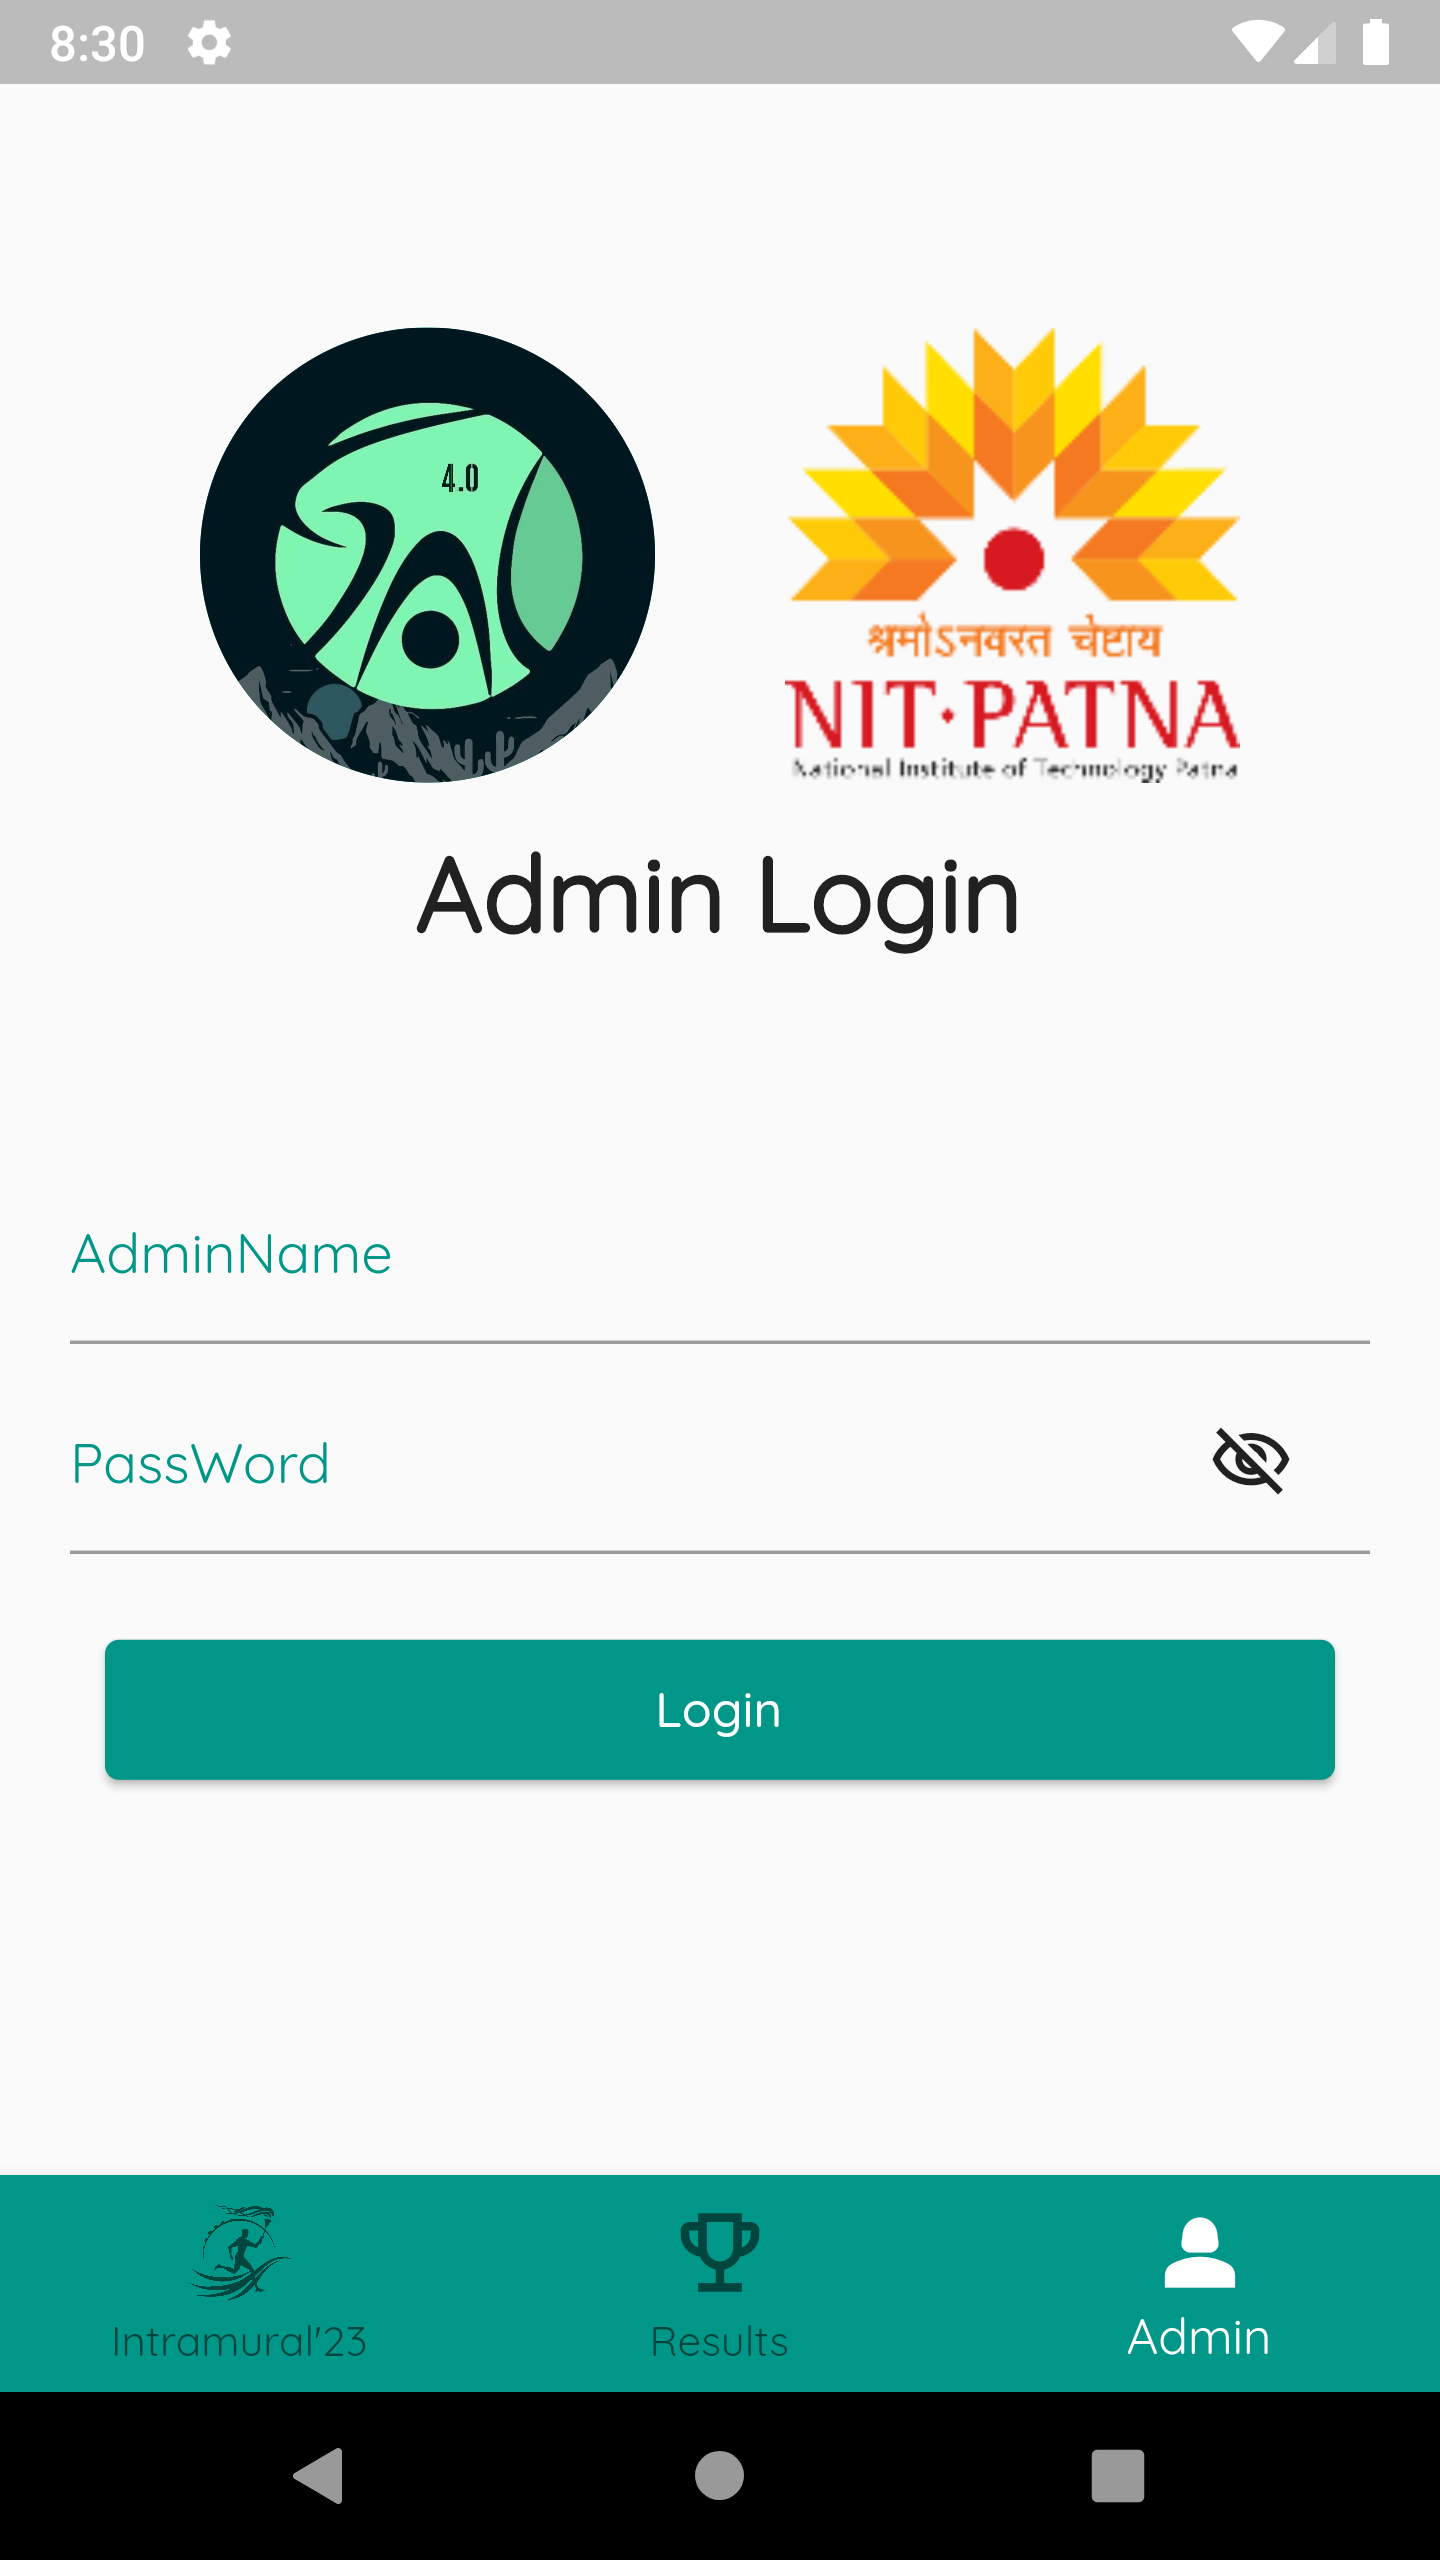 8:30
4.0
श्रमोऽनवरत चेष्टाय
NIT·PATNA
National Institute of Technology Patna
Admin Login
AdminName
PassWord
Login
Intramural'23
Results
Admin